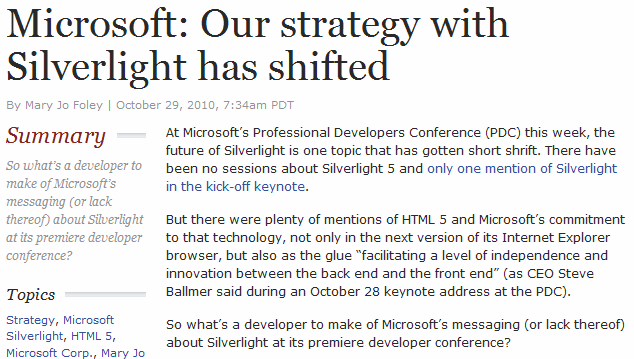 Microsoft: Our strategy with
Silverlight has shifted
By Mary Jo Foley | October 29, 2010, 7:34am PDT
Summary
So what's a developer to
make of Microsoft's
messaging (or lack
thereof) about Silverlight
at its premiere developer
conference?
Topics
Strategy, Microsoft
Silverlight, HTML 5,
Microsoft Corp., Mary Jo
At Microsoft's Professional Developers Conference (PDC) this week, the
future of Silverlight is one topic that has gotten short shrift. There have
been no sessions about Silverlight 5 and only one mention of Silverlight
in the kick-off keynote.
But there were plenty of mentions of HTML 5 and Microsoft's commitment
to that technology, not only in the next version of its Internet Explorer
browser, but also as the glue “facilitating a level of independence and
innovation between the back end and the front end” (as CEO Steve
Ballmer said during an October 28 keynote address at the PDC).
So what's a developer to make of Microsoft's messaging (or lack thereof)
about Silverlight at its premiere developer conference?